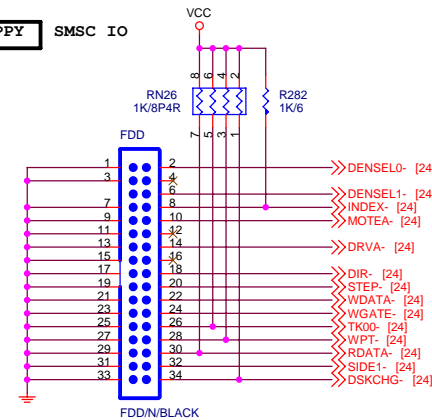 VCC
PPY SMSC IO
8 6 4 2
RN26
1K/8P4R
R282
1K/6
7 5 3 1
FDD
1 2 DENSEL0- [24
3 4
6 DENSEL1- [24]
7 8 INDEX- [24]
9 10 MOTEA- [24]
11 12
13 14 DRVA- [24]
15 16
17 18 DIR- [24]
19 20 STEP- [24]
21 22 WDATA- [24]
23 24 WGATE- [24]
25 26 TK00- [24]
27 28 WPT- [24]
29 30 RDATA- [24]
31 32 SIDE1- [24]
33 34 DSKCHG- [24]
FDD/N/BLACK